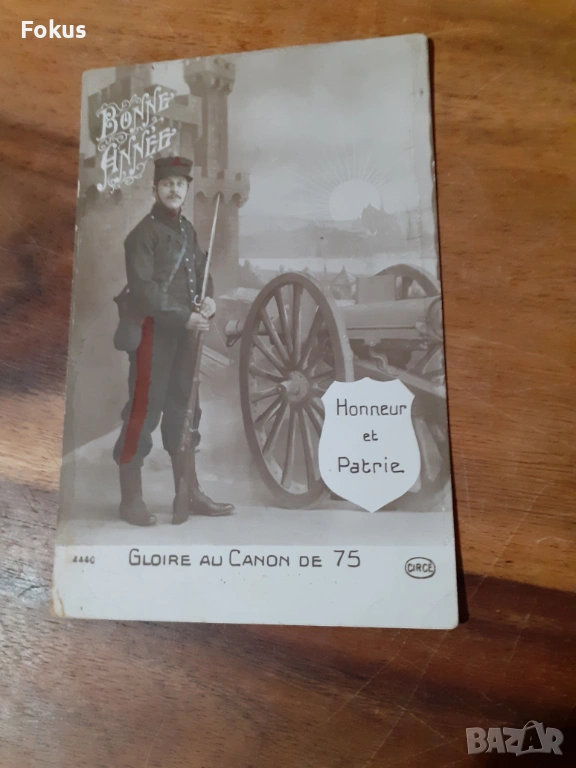 Fokus
BONNE
ANNÉE
Honneur
et
Patrie
4440 GLOIRE AU CANON DE 75 CIRCÉ
BAZAR